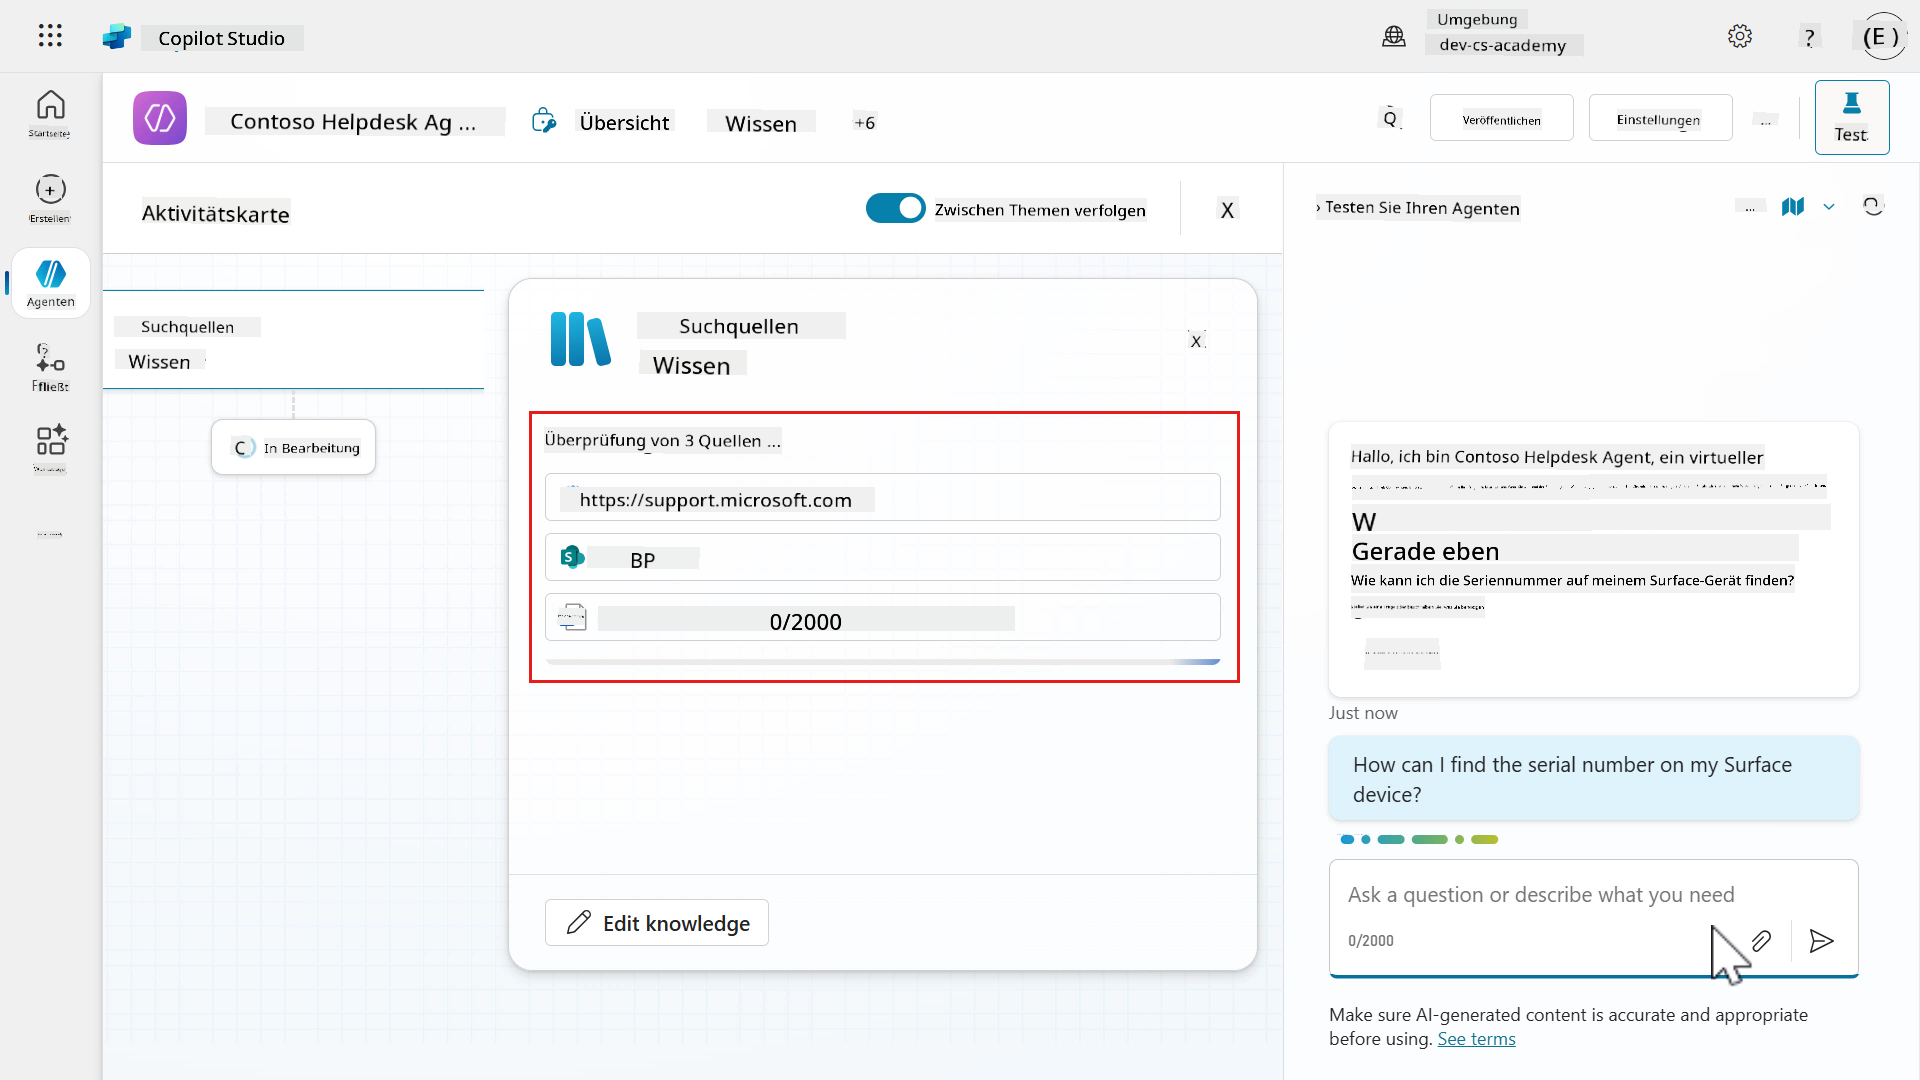 Copilot Studio
Umgebung
dev-cs-academy
?
(E )
Startseite
Contoso Helpdesk Ag ...
Übersicht
Wissen
+6
Q
Veröffentlichen
Einstellungen
...
Test
Erstellen
Aktivitätskarte
Zwischen Themen verfolgen
X
› Testen Sie Ihren Agenten
...
Agenten
Suchquellen
Wissen
Fließt
C In Bearbeitung
Suchquellen
Wissen
X
Überprüfung von 3 Quellen ...
https://support.microsoft.com
BP
0/2000
Edit knowledge
Hallo, ich bin Contoso Helpdesk Agent, ein virtueller
W
Gerade eben
Wie kann ich die Seriennummer auf meinem Surface-Gerät finden?
Just now
How can I find the serial number on my Surface
device?
Ask a question or describe what you need
0/2000
Make sure AI-generated content is accurate and appropriate
before using. See terms